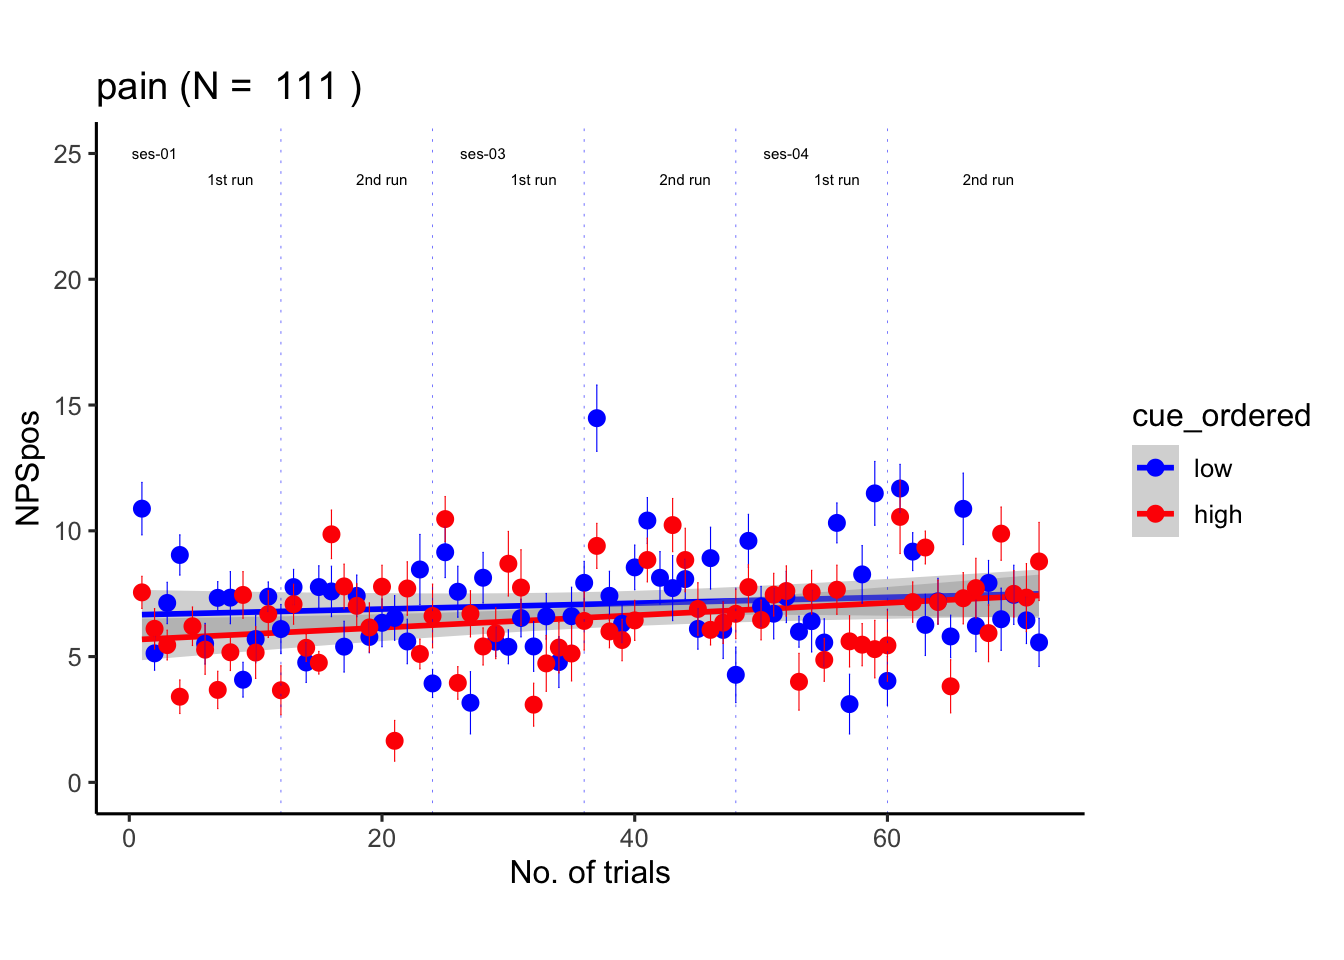 pain (N =  111 )
25
20
15
10
5
0
NPSpos
ses-01
ses-03
ses-04
1st run
2nd run
1st run
2nd run
1st run
2nd run
0
20
40
60
No. of trials
cue_ordered
low
high